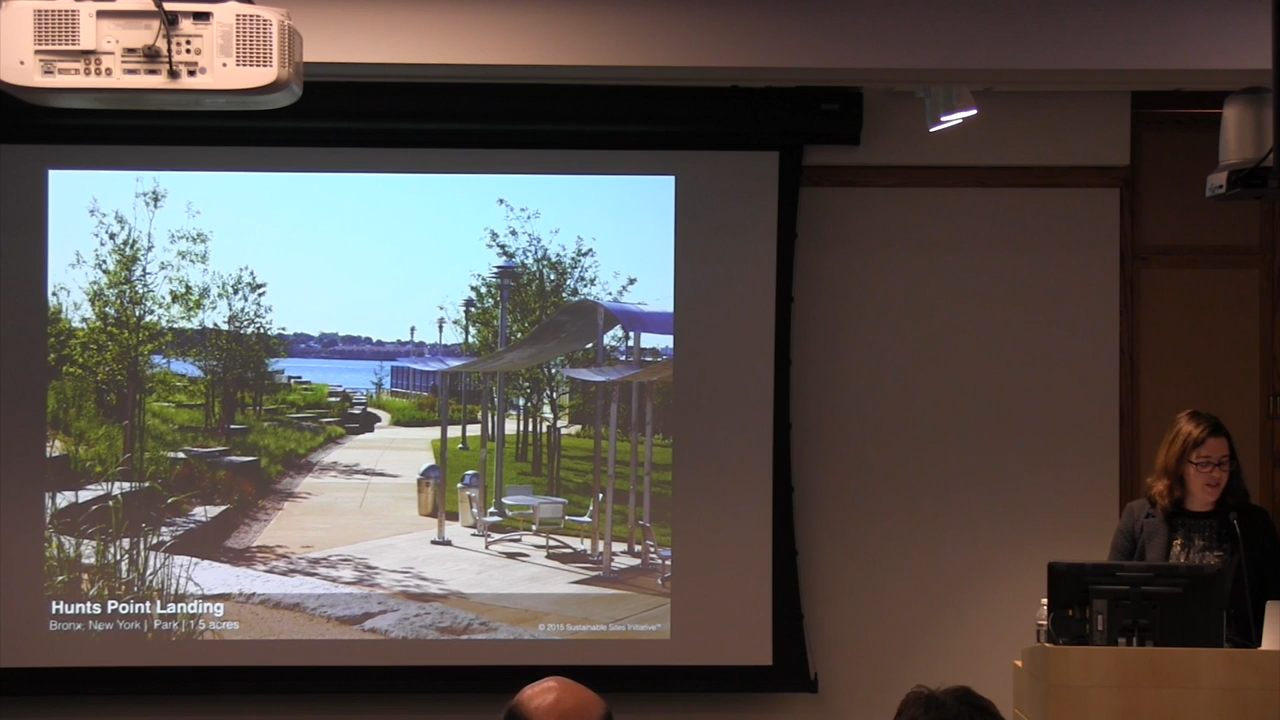 Hunts Point Landing
Bronx, New York | Park | 1.5 acres
© 2015 Sustainable Sites Initiative™